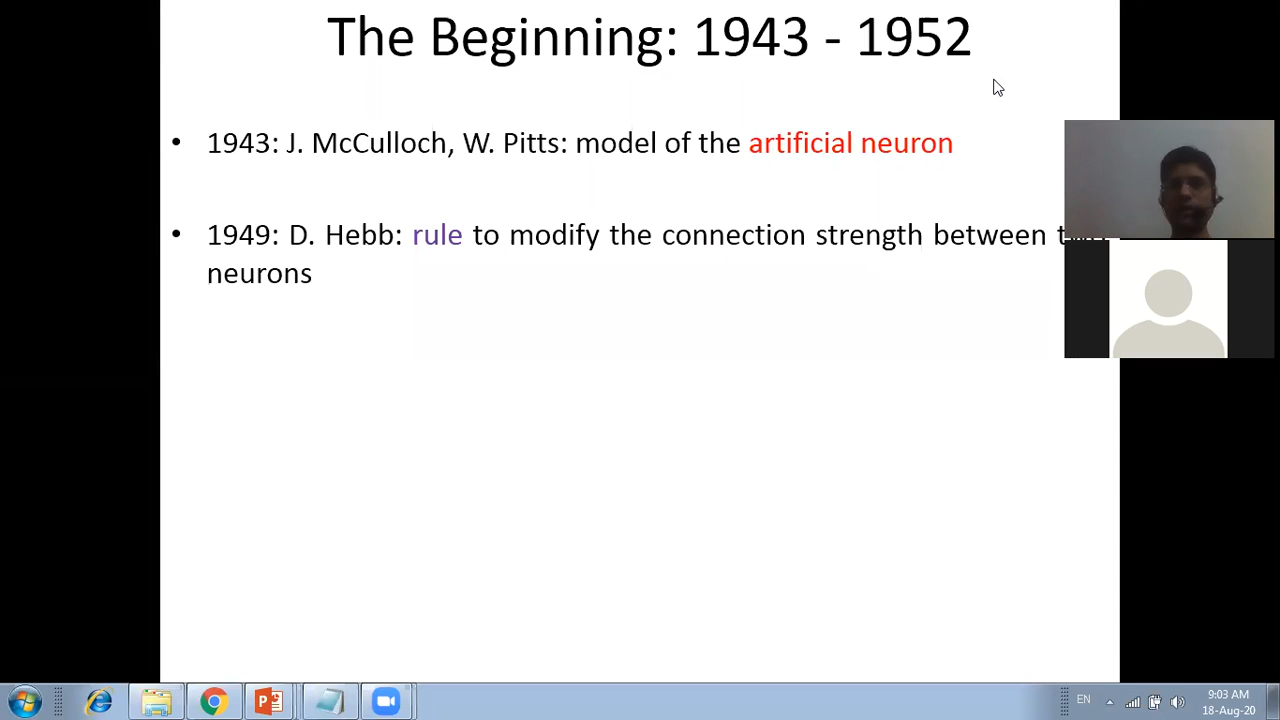 The Beginning: 1943 - 1952
• 1943: J. McCulloch, W. Pitts: model of the artificial neuron
• 1949: D. Hebb: rule to modify the connection strength between
neurons
EN
9:03 AM
18-Aug-20